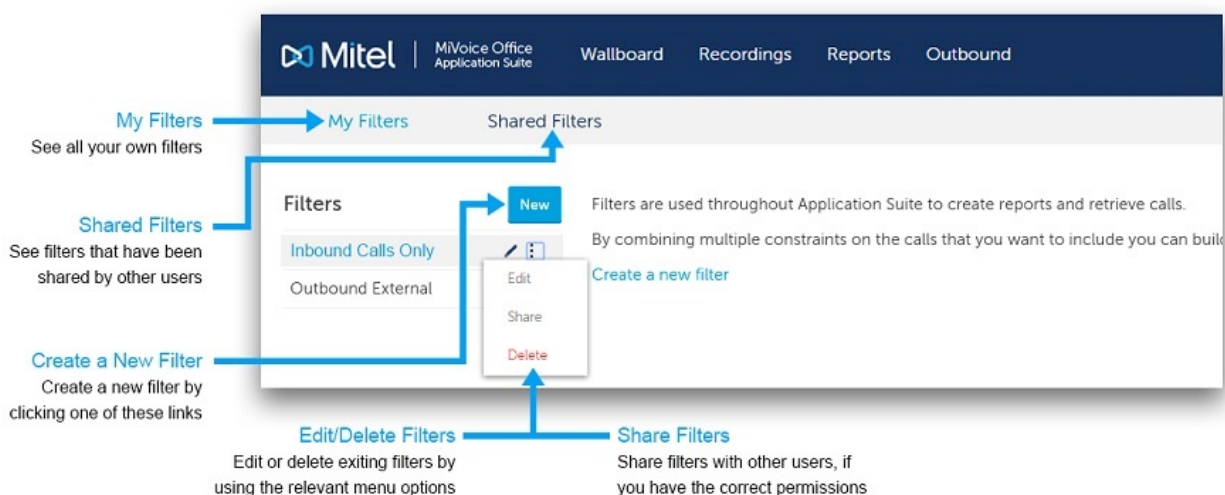 Mitel
MiVoice Office
Application Suite
Wallboard
Recordings
Reports
Outbound
My Filters
See all your own filters
My Filters
Shared Filters
Shared Filters
See filters that have been
shared by other users
Filters
New
Filters are used throughout Application Suite to create reports and retrieve calls.
Inbound Calls Only
By combining multiple constraints on the calls that you want to include you can
Outbound External
Edit
Share
Delete
Create a new filter
Create a New Filter
Create a new filter by
clicking one of these links
Edit/Delete Filters
Edit or delete exiting filters by
using the relevant menu options
Share Filters
Share filters with other users, if
you have the correct permissions